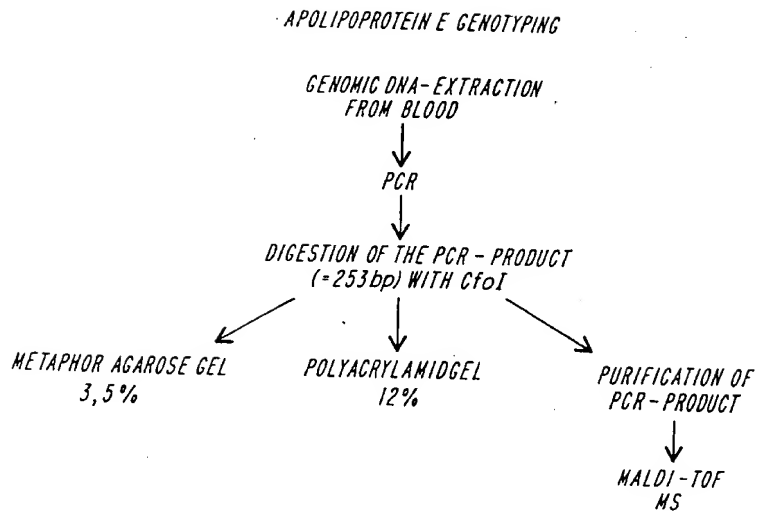 APOLIPOPROTEIN E GENOTYPING
GENOMIC DNA-EXTRACTION
FROM BLOOD
PCR
DIGESTION OF THE PCR-PRODUCT
(=253bp) WITH CfoI
METAPHOR AGAROSE GEL
3,5%
POLYACRYLAMIDGEL
12%
PURIFICATION OF
PCR-PRODUCT
MALDI-TOF
MS